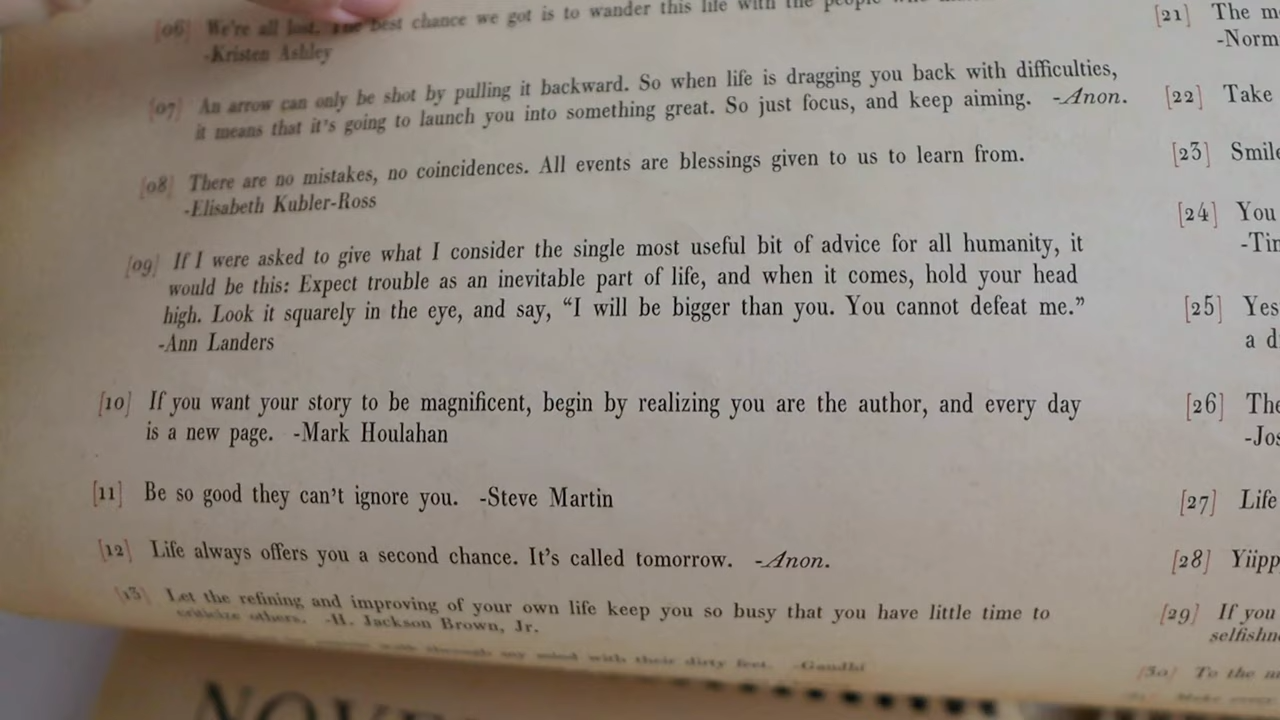 [06] We're all lost. The best chance we got is to wander this life with the people
-Kristen Ashley
[07] An arrow can only be shot by pulling it backward. So when life is dragging you back with difficulties,
it means that it's going to launch you into something great. So just focus, and keep aiming. -Anon.
[08] There are no mistakes, no coincidences. All events are blessings given to us to learn from.
-Elisabeth Kubler-Ross
[09] If I were asked to give what I consider the single most useful bit of advice for all humanity, it
would be this: Expect trouble as an inevitable part of life, and when it comes, hold your head
high. Look it squarely in the eye, and say, “I will be bigger than you. You cannot defeat me.”
-Ann Landers
[10] If you want your story to be magnificent, begin by realizing you are the author, and every day
is a new page. -Mark Houlahan
[11] Be so good they can't ignore you. -Steve Martin
[12] Life always offers you a second chance. It's called tomorrow. -Anon.
[13] Let the refining and improving of your own life keep you so busy that you have little time to
criticize others. -H. Jackson Brown, Jr.
through my mind with their dirty feet. -Gandhi
[21] The
-Norm
[22] Take
[23] Smile
[24] You
-Tim
[25] Yes
a d
[26] The
-Jos
[27] Life
[28] Yiipp
[29] If you
selfishn
[30] To the
NOVE